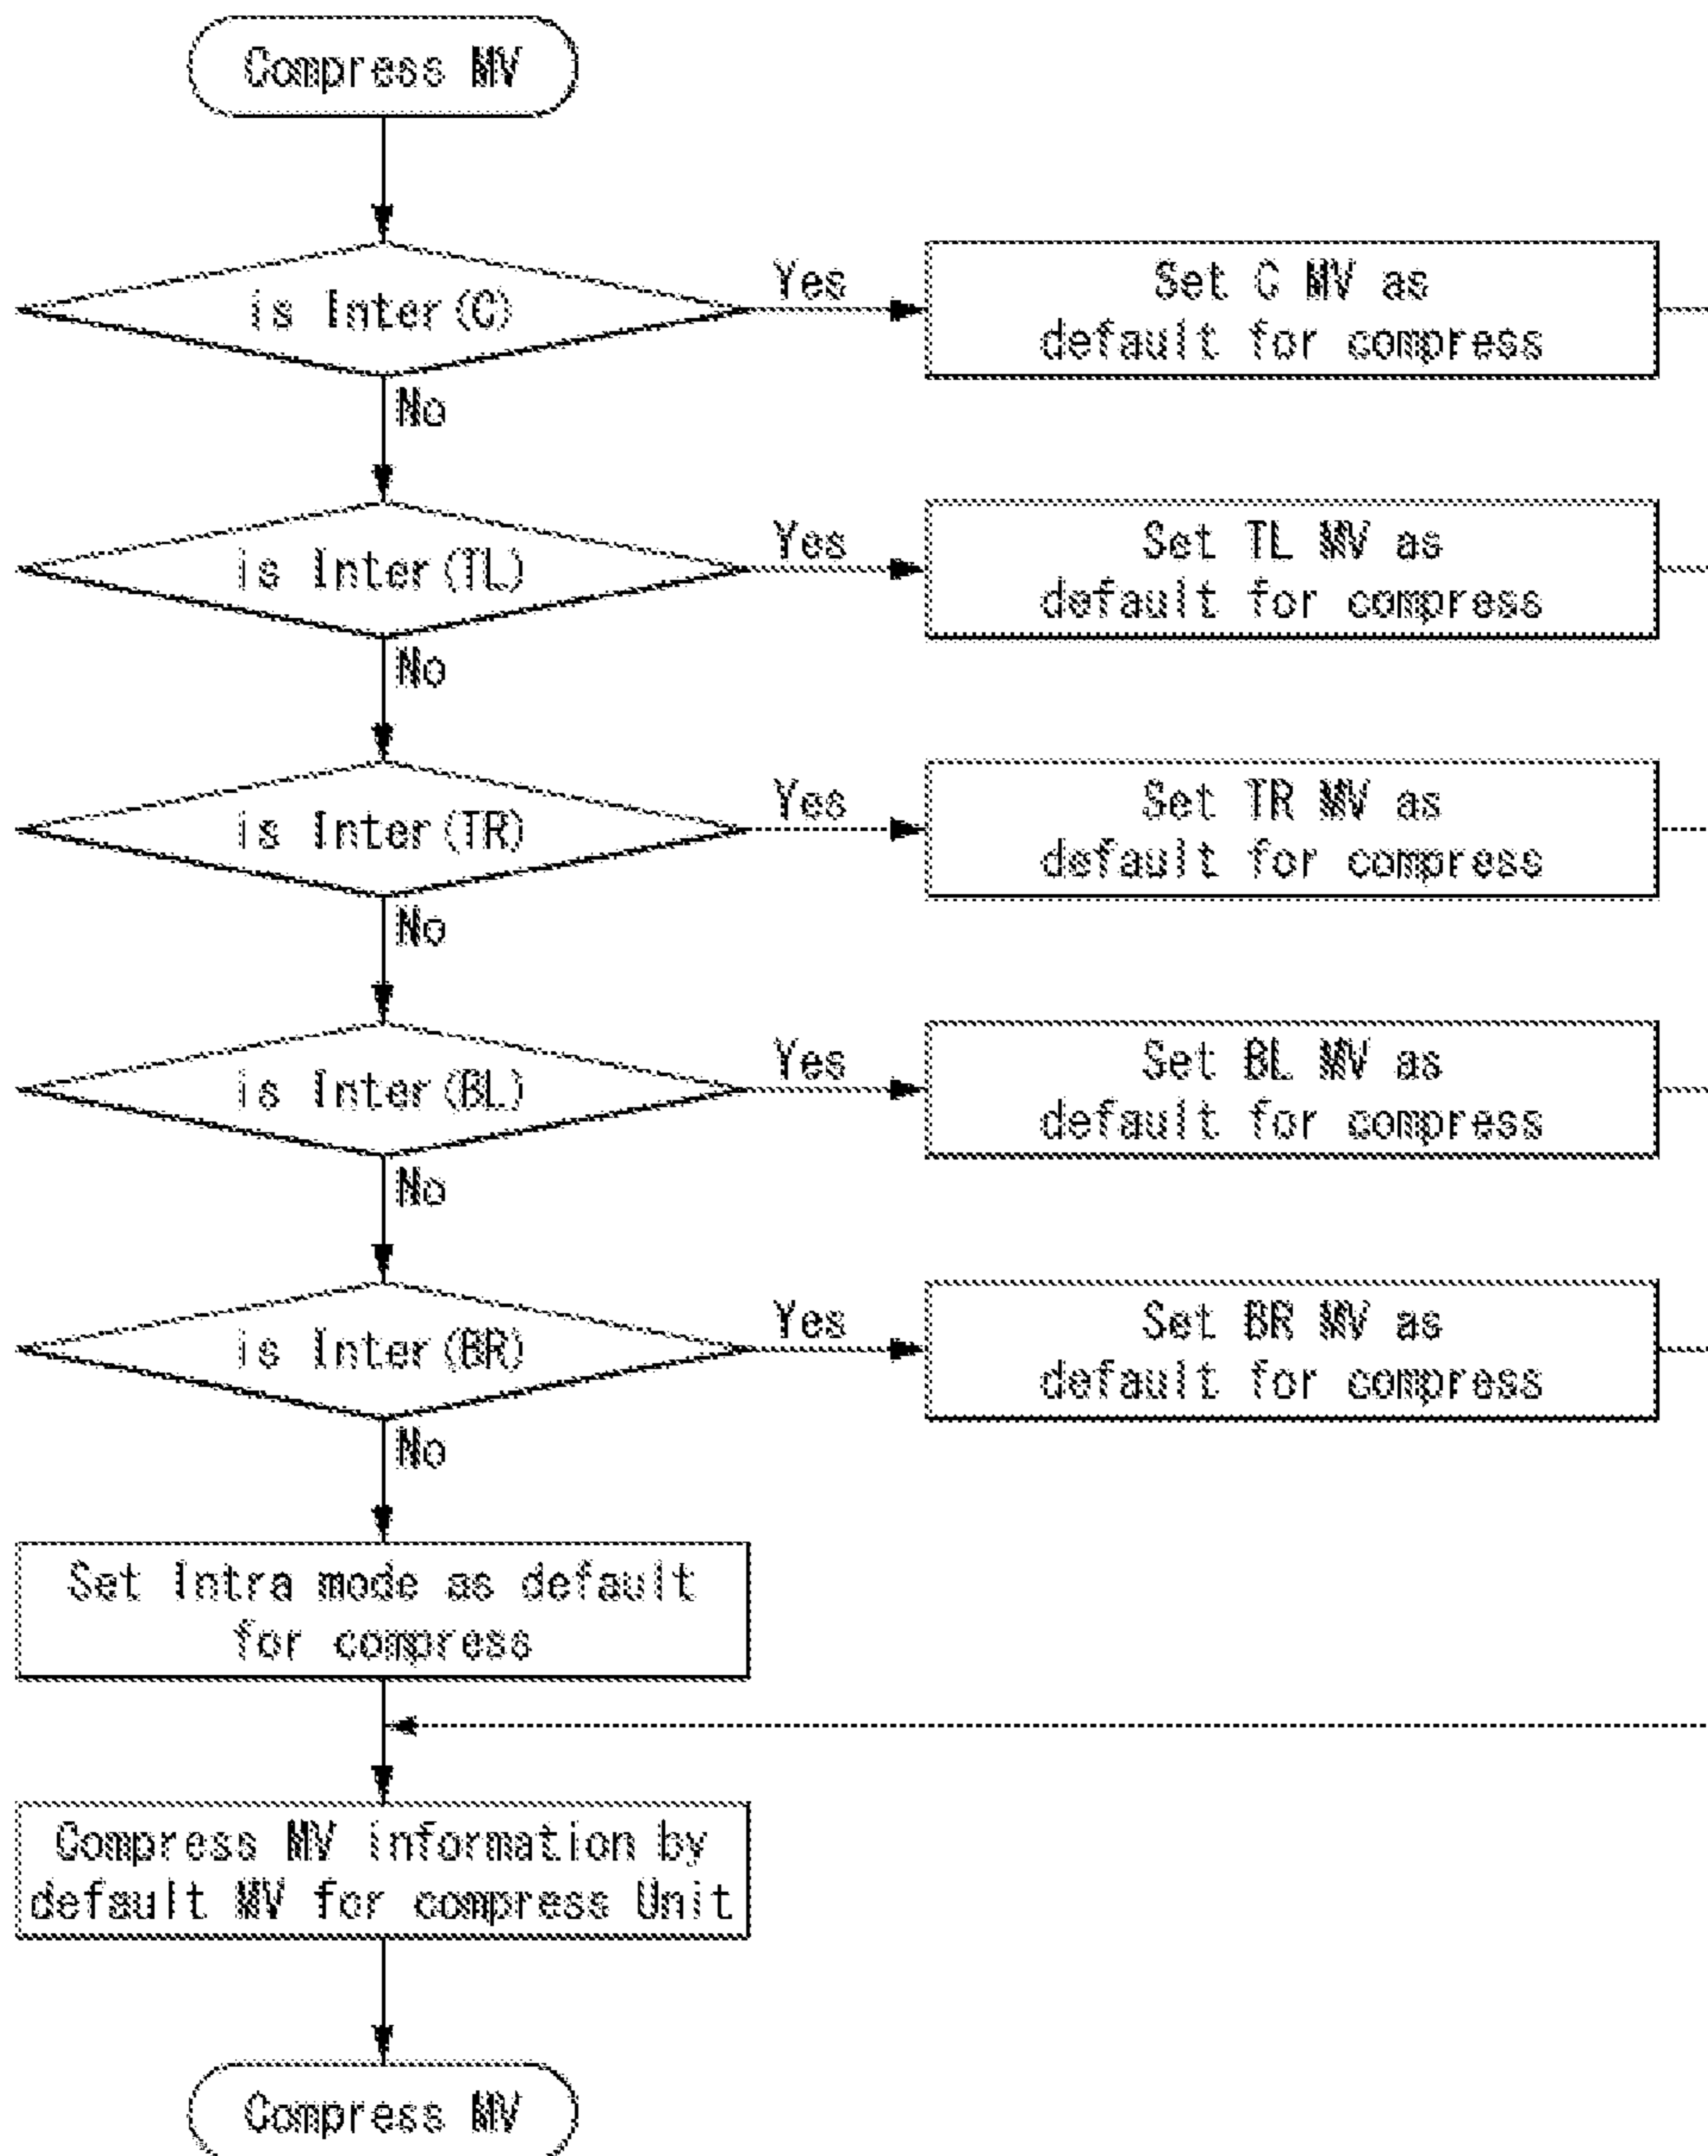 Compress MV
is Inter(C)
Yes
Set C MV as
default for compress
No
is Inter(TL)
Yes
Set TL MV as
default for compress
No
is Inter(TR)
Yes
Set TR MV as
default for compress
No
is Inter(BL)
Yes
Set BL MV as
default for compress
No
is Inter(BR)
Yes
Set BR MV as
default for compress
No
Set Intra mode as default
for compress
Compress MV information by
default MV for compress Unit
Compress MV